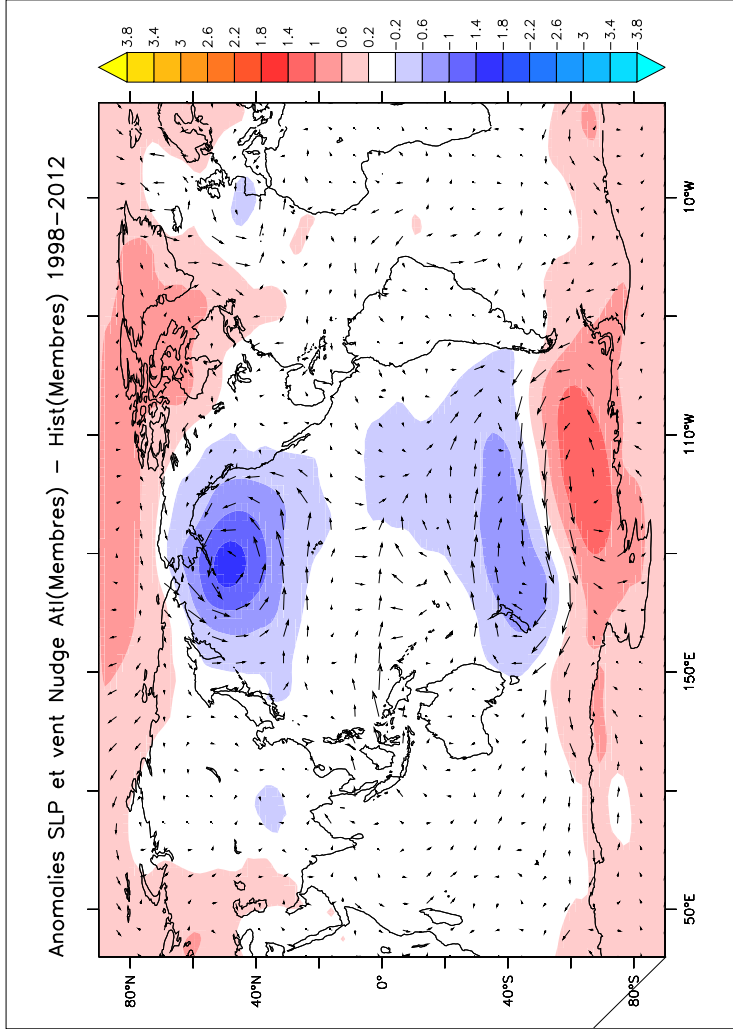 Anomalies SLP et vent Nudge Atl(Membres) − Hist(Membres) 1998−2012
80°N
40°N
0°
40°S
80°S
50°E
150°E
110°W
10°W
3.8
3.4
3
2.6
2.2
1.8
1.4
1
0.6
0.2
−0.2
−0.6
−1
−1.4
−1.8
−2.2
−2.6
−3
−3.4
−3.8